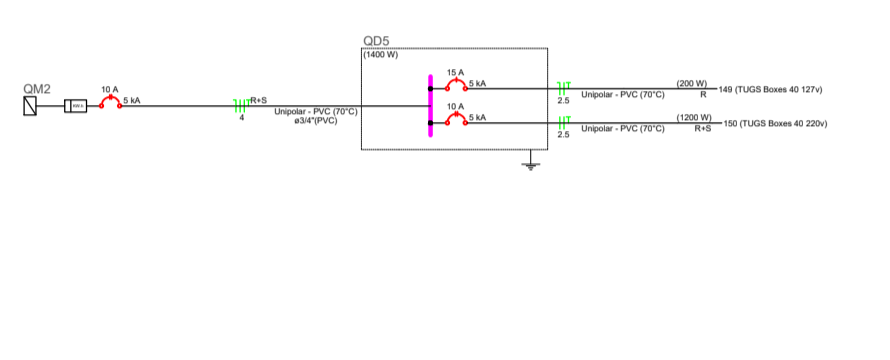 QD5
(1400 W)
QM2
10 A
5 kA
R+S
4
Unipolar - PVC (70°C)
ø3/4"(PVC)
15 A
5 kA
2.5
Unipolar - PVC (70°C)
(200 W)
R
149 (TUGS Boxes 40 127v)
10 A
5 kA
2.5
Unipolar - PVC (70°C)
(1200 W)
R+S
150 (TUGS Boxes 40 220v)